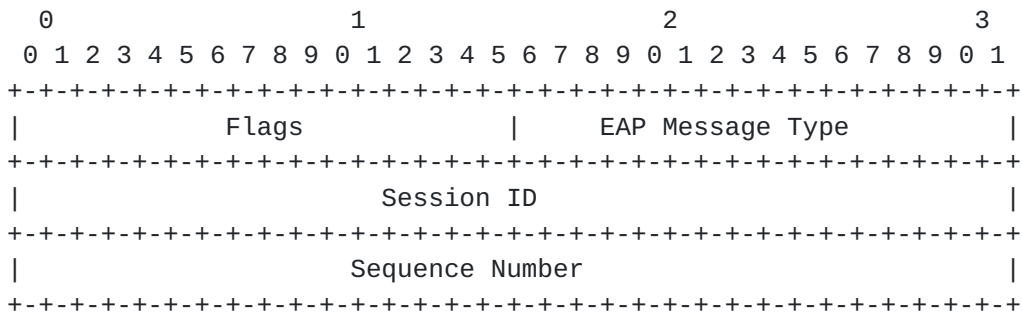 0                   1                   2                   3
 0 1 2 3 4 5 6 7 8 9 0 1 2 3 4 5 6 7 8 9 0 1 2 3 4 5 6 7 8 9 0 1
+-+-+-+-+-+-+-+-+-+-+-+-+-+-+-+-+-+-+-+-+-+-+-+-+-+-+-+-+-+-+-+-+
|             Flags             |     EAP Message Type          |
+-+-+-+-+-+-+-+-+-+-+-+-+-+-+-+-+-+-+-+-+-+-+-+-+-+-+-+-+-+-+-+-+
|                       Session ID                              |
+-+-+-+-+-+-+-+-+-+-+-+-+-+-+-+-+-+-+-+-+-+-+-+-+-+-+-+-+-+-+-+-+
|                     Sequence Number                           |
+-+-+-+-+-+-+-+-+-+-+-+-+-+-+-+-+-+-+-+-+-+-+-+-+-+-+-+-+-+-+-+-+